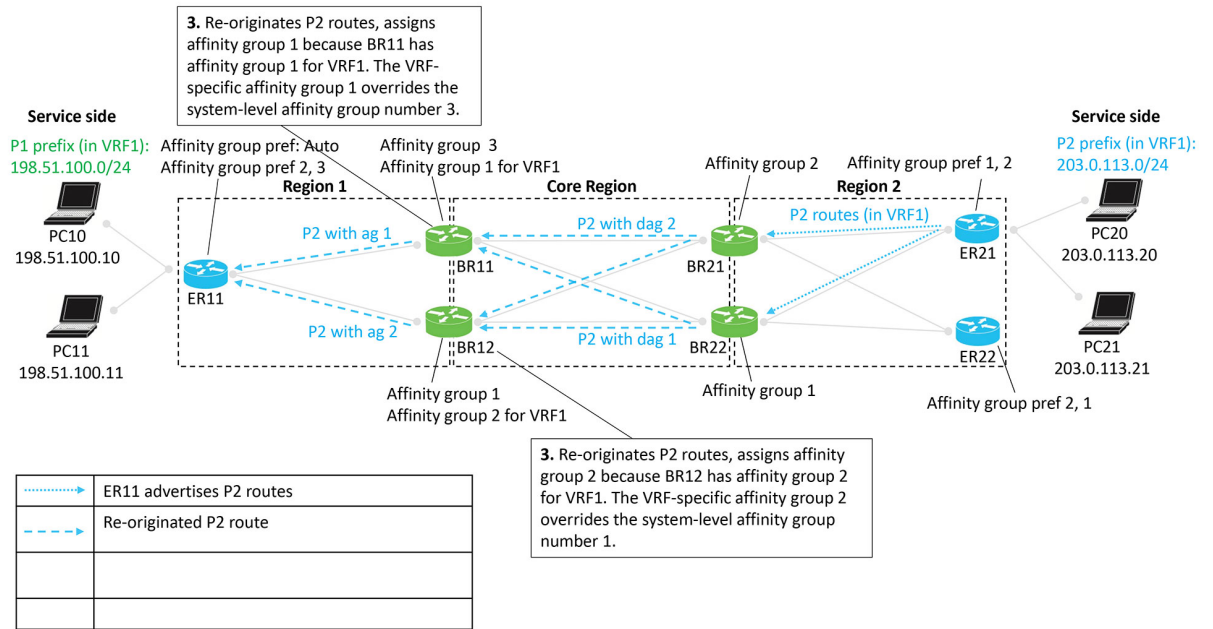 3. Re-originates P2 routes, assigns
affinity group 1 because BR11 has
affinity group 1 for VRF1. The VRF-
specific affinity group 1 overrides the
system-level affinity group number 3.
Service side
P1 prefix (in VRF1):
198.51.100.0/24
Affinity group pref: Auto
Affinity group pref 2, 3
Affinity group 3
Affinity group 1 for VRF1
Affinity group 2
Affinity group pref 1, 2
Service side
P2 prefix (in VRF1):
203.0.113.0/24
Region 1
Core Region
Region 2
PC10
198.51.100.10
PC11
198.51.100.11
ER11
P2 with ag 1
P2 with ag 2
BR11
BR12
P2 with dag 2
P2 with dag 1
BR21
BR22
P2 routes (in VRF1)
ER21
ER22
PC20
203.0.113.20
PC21
203.0.113.21
Affinity group 1
Affinity group 2 for VRF1
Affinity group 1
Affinity group pref 2, 1
3. Re-originates P2 routes, assigns affinity
group 2 because BR12 has affinity group 2
for VRF1. The VRF-specific affinity group 2
overrides the system-level affinity group
number 1.
ER11 advertises P2 routes
Re-originated P2 route